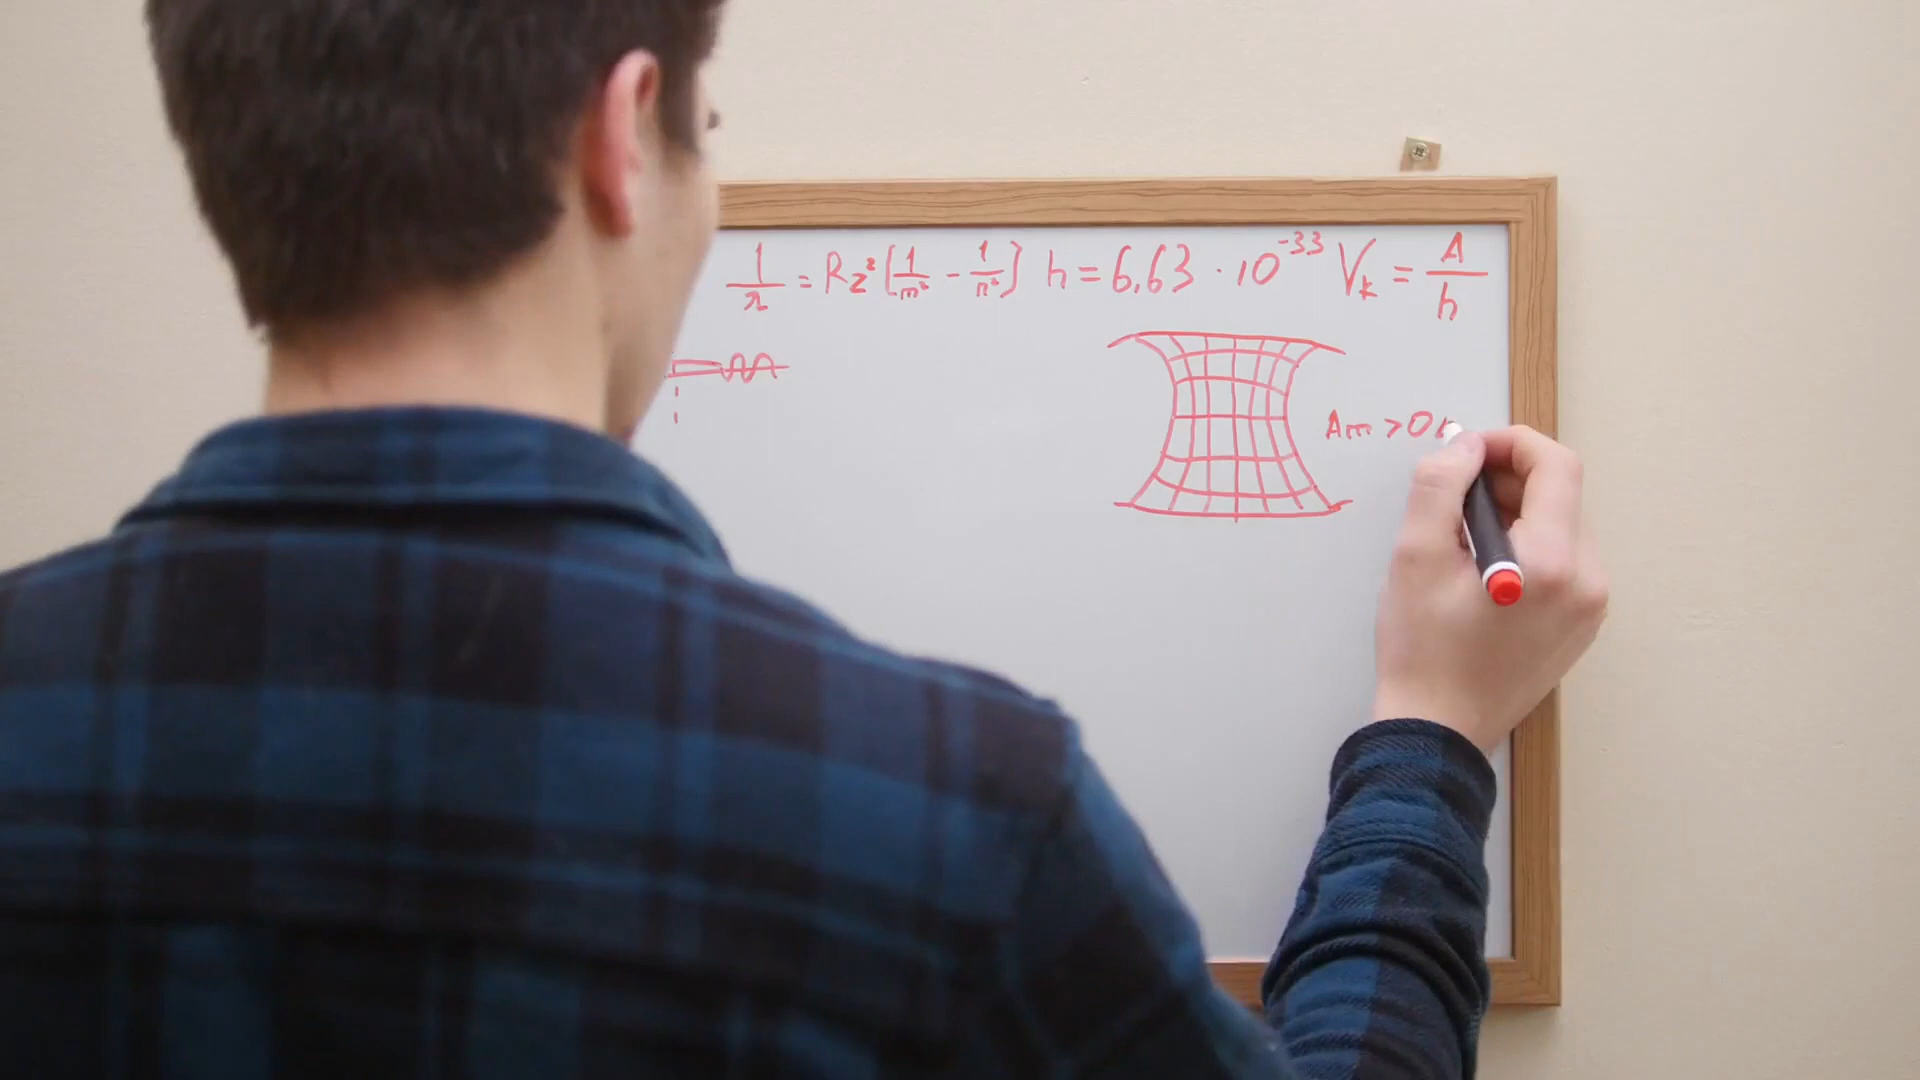 1/λ = Rz²(1/m² - 1/n²) h = 6,63 · 10⁻³³ Vₖ = A/h
Am > 0